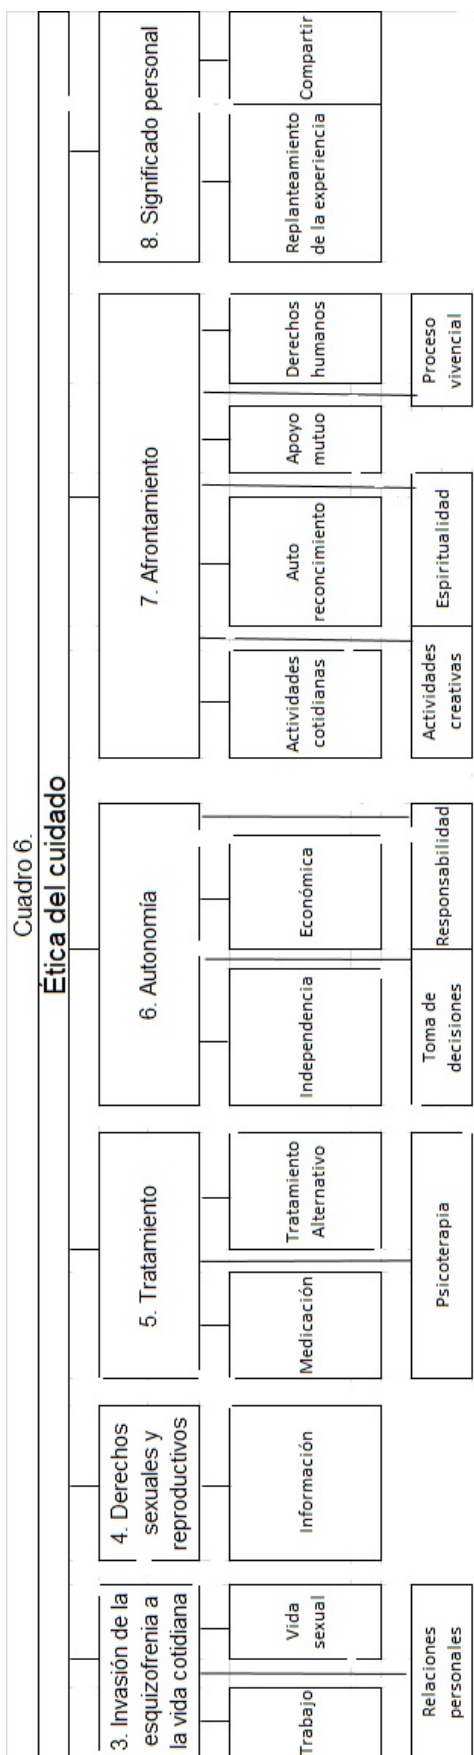 Cuadro 6.
Ética del cuidado
3. Invasión de la
esquizofrenia a
la vida cotidiana
4. Derechos
sexuales y
reproductivos
5. Tratamiento
6. Autonomía
7. Afrontamiento
8. Significado personal
Trabajo
Vida
sexual
Información
Medicación
Tratamiento
Alternativo
Independencia
Económica
Actividades
cotidianas
Auto
reconcimiento
Apoyo
mutuo
Derechos
humanos
Replanteamiento
de la experiencia
Compartir
Relaciones
personales
Psicoterapia
Toma de
decisiones
Responsabilidad
Actividades
creativas
Espiritualidad
Proceso
vivencial